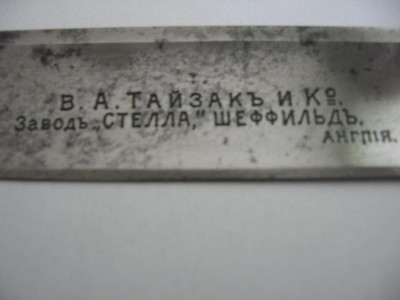 В. А. ТАЙЗАКЪ И Ко.
Заводъ „СТЕЛЛА,” ШЕФФИЛЬДЪ.
АНГЛІЯ.